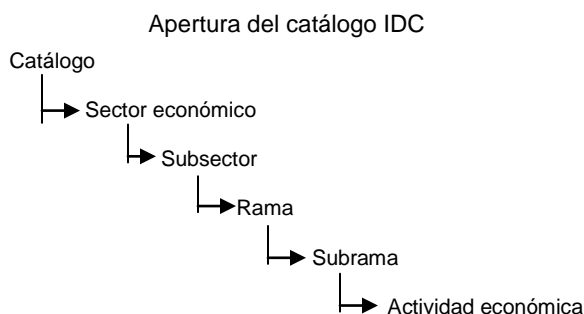 Apertura del catálogo IDC
Catálogo
Sector económico
Subsector
Rama
Subrama
Actividad económica